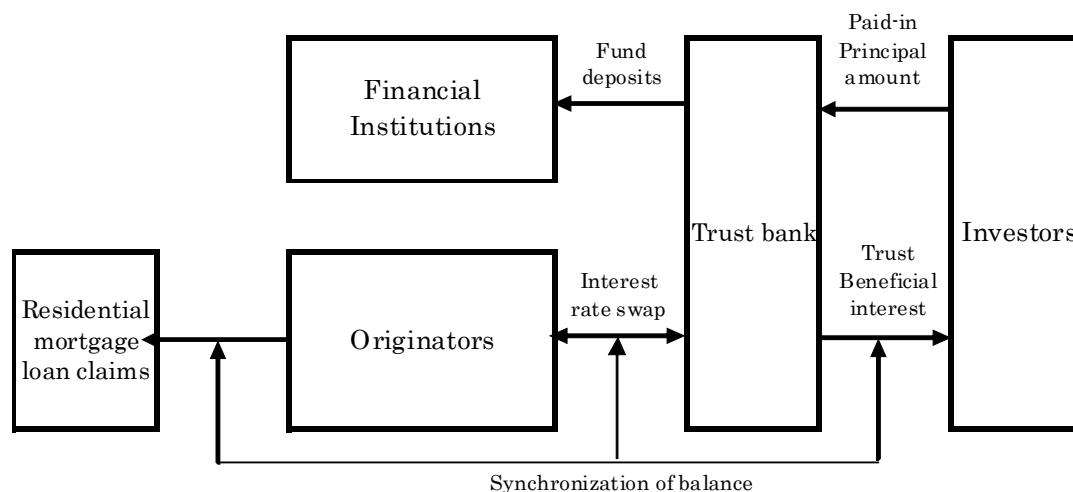 Paid-in
Principal
amount
Fund
deposits
Financial
Institutions
Trust bank
Investors
Trust
Beneficial
interest
Interest
rate swap
Residential
mortgage
loan claims
Originators
Synchronization of balance